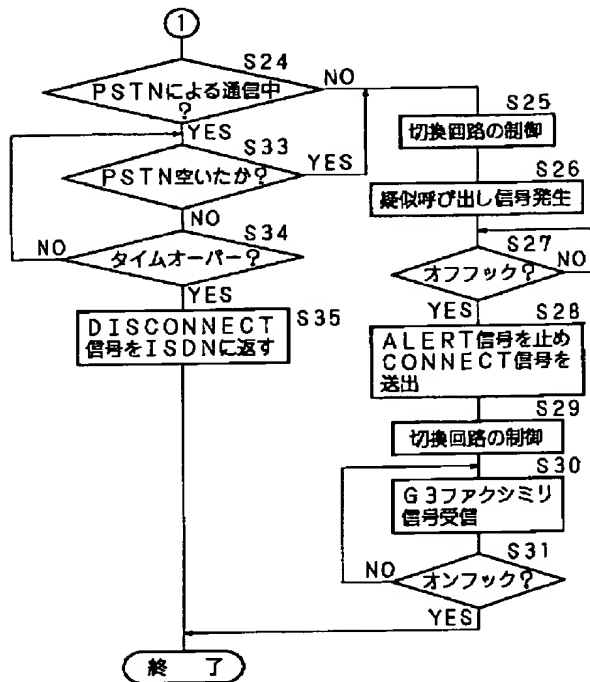 1
S24
PSTNによる通信中
?
NO
YES
S33
PSTN空いたか?
YES
NO
S34
タイムオーバー?
NO
YES
S35
DISCONNECT
信号をISDNに返す
S25
切換回路の制御
S26
疑似呼び出し信号発生
S27
オフフック?
NO
YES
S28
ALERT信号を止め
CONNECT信号を
送出
S29
切換回路の制御
S30
G3ファクシミリ
信号受信
S31
オンフック?
NO
YES
終 了